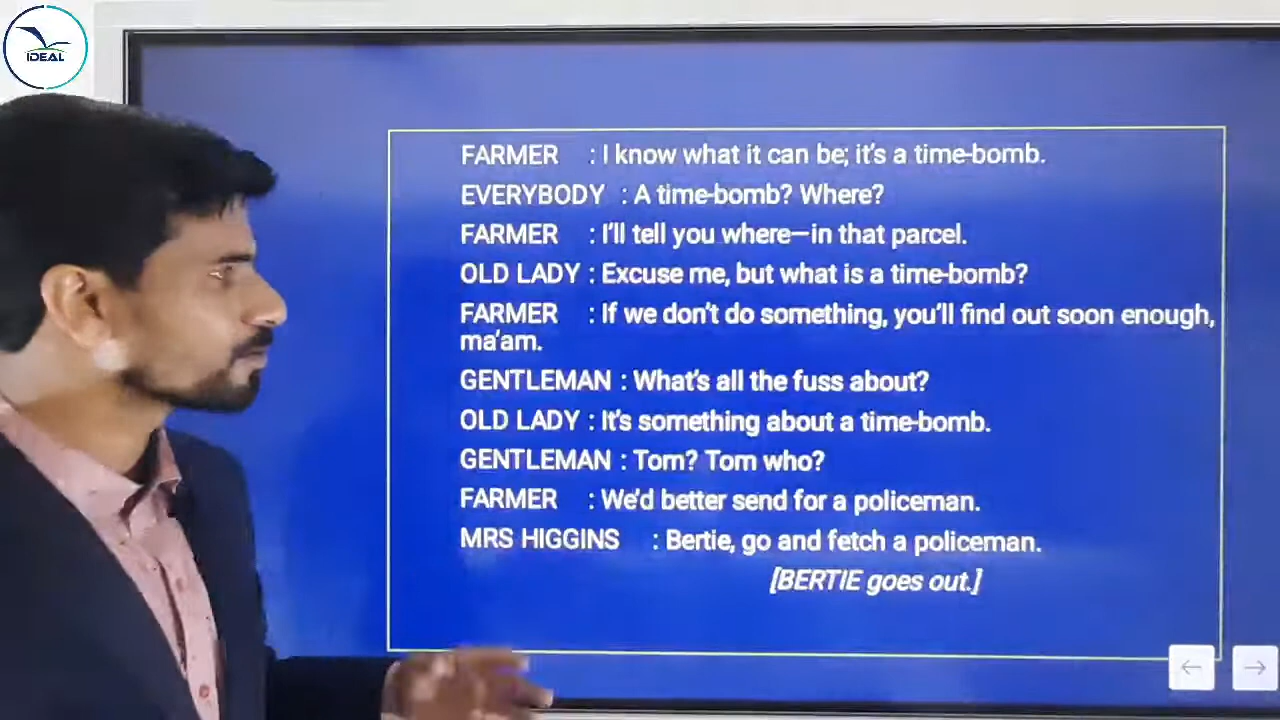 iDEAL
FARMER : I know what it can be; it's a time-bomb.
EVERYBODY : A time-bomb? Where?
FARMER : I'll tell you where—in that parcel.
OLD LADY : Excuse me, but what is a time-bomb?
FARMER : If we don't do something, you'll find out soon enough,
ma'am.
GENTLEMAN : What's all the fuss about?
OLD LADY : It's something about a time-bomb.
GENTLEMAN : Tom? Tom who?
FARMER : We'd better send for a policeman.
MRS HIGGINS : Bertie, go and fetch a policeman.
[BERTIE goes out.]